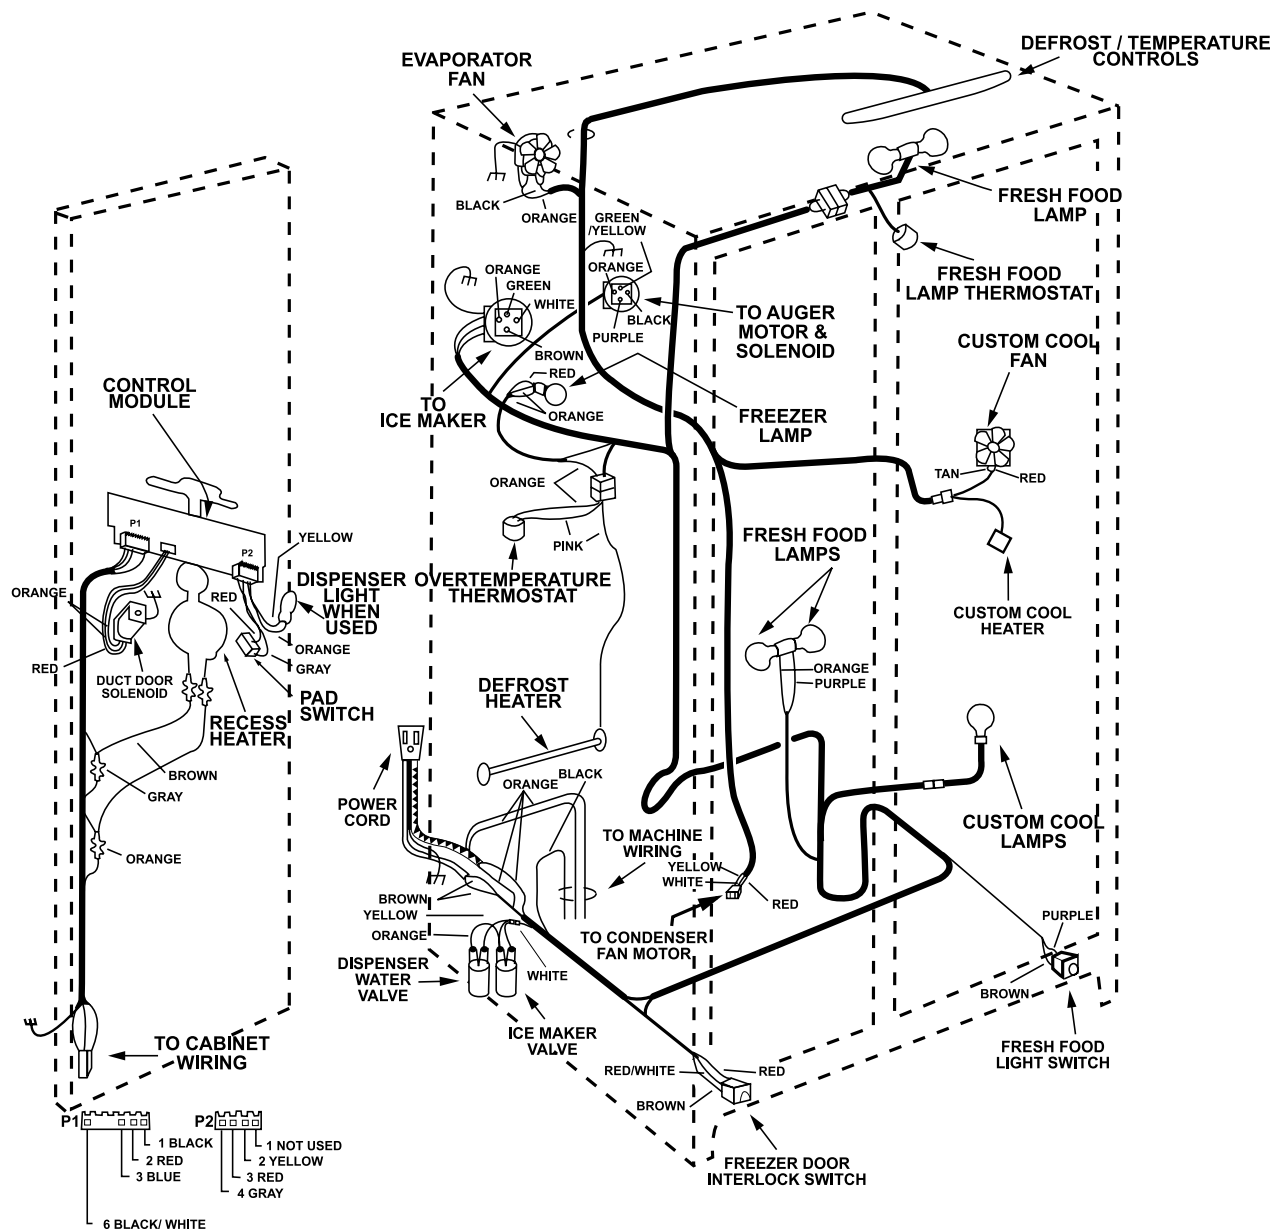 DEFROST / TEMPERATURE
CONTROLS
EVAPORATOR
FAN
BLACK
ORANGE
GREEN
/YELLOW
FRESH FOOD
LAMP
FRESH FOOD
LAMP THERMOSTAT
ORANGE
GREEN
WHITE
BROWN
ORANGE
BLACK
PURPLE
TO AUGER
MOTOR &
SOLENOID
CUSTOM COOL
FAN
TO
ICE MAKER
RED
ORANGE
FREEZER
LAMP
CONTROL
MODULE
TAN
RED
ORANGE
PINK
P1
P2
YELLOW
DISPENSER
LIGHT
WHEN
USED
OVERTEMPERATURE
THERMOSTAT
FRESH FOOD
LAMPS
CUSTOM COOL
HEATER
ORANGE
RED
RED
ORANGE
GRAY
DUCT DOOR
SOLENOID
PAD
SWITCH
RECESS
HEATER
ORANGE
PURPLE
DEFROST
HEATER
BROWN
GRAY
ORANGE
POWER
CORD
ORANGE
BLACK
TO MACHINE
WIRING
CUSTOM COOL
LAMPS
YELLOW
WHITE
RED
BROWN
YELLOW
ORANGE
WHITE
TO CONDENSER
FAN MOTOR
PURPLE
BROWN
DISPENSER
WATER
VALVE
ICE MAKER
VALVE
FRESH FOOD
LIGHT SWITCH
TO CABINET
WIRING
RED/WHITE
RED
BROWN
FREEZER DOOR
INTERLOCK SWITCH
P1
1 BLACK
2 RED
3 BLUE
6 BLACK/ WHITE
P2
1 NOT USED
2 YELLOW
3 RED
4 GRAY